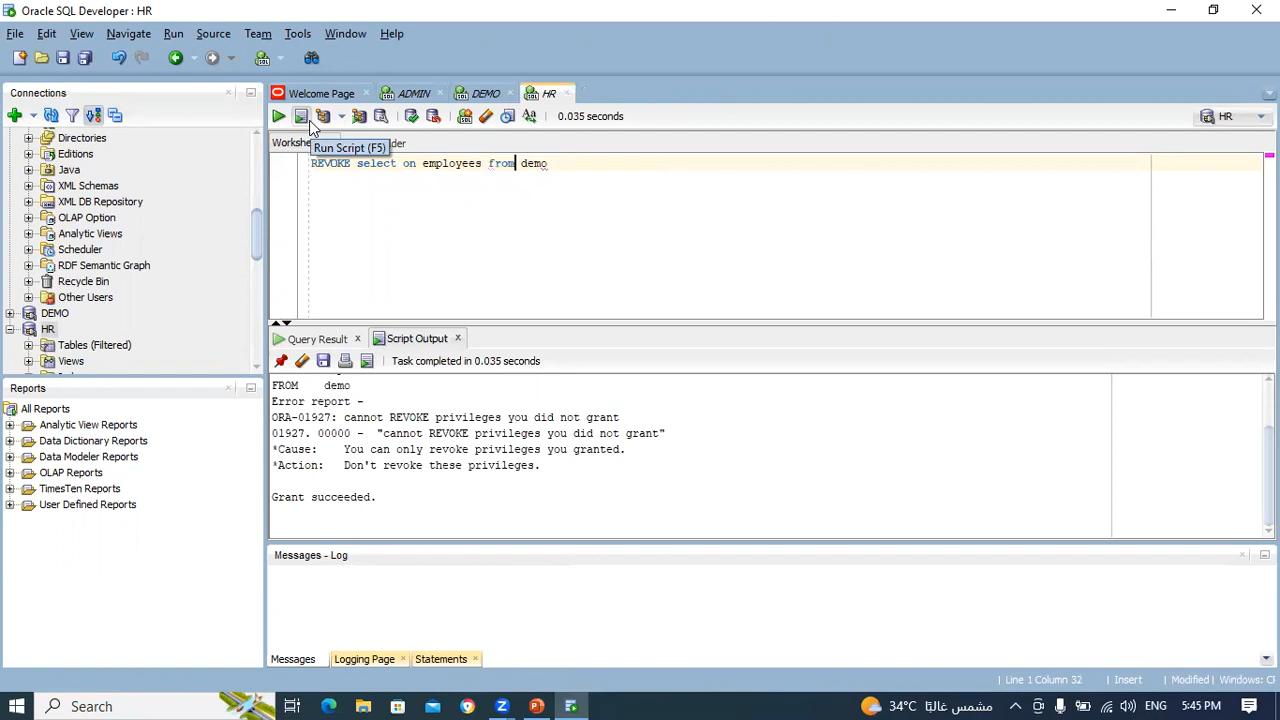 Oracle SQL Developer: HR
File Edit View Navigate Run Source Team Tools Window Help
Connections
Welcome Page ADMIN DEMO HR
0.035 seconds
HR
Run Script (F5)
REVOKE select on employees from demo
Directories
Editions
Java
XML Schemas
XML DB Repository
OLAP Option
Analytic Views
Scheduler
RDF Semantic Graph
Recycle Bin
Other Users
DEMO
HR
Tables (Filtered)
Views
Reports
All Reports
Analytic View Reports
Data Dictionary Reports
Data Modeler Reports
OLAP Reports
TimesTen Reports
User Defined Reports
Query Result Script Output
Task completed in 0.035 seconds
FROM demo
Error report -
ORA-01927: cannot REVOKE privileges you did not grant
01927. 00000 - "cannot REVOKE privileges you did not grant"
*Cause: You can only revoke privileges you granted.
*Action: Don't revoke these privileges.
Grant succeeded.
Messages - Log
Messages Logging Page Statements
Line 1 Column 32 Insert Modified Windows: CF
Search
34°C مشمس غالبًا ENG 5:45 PM